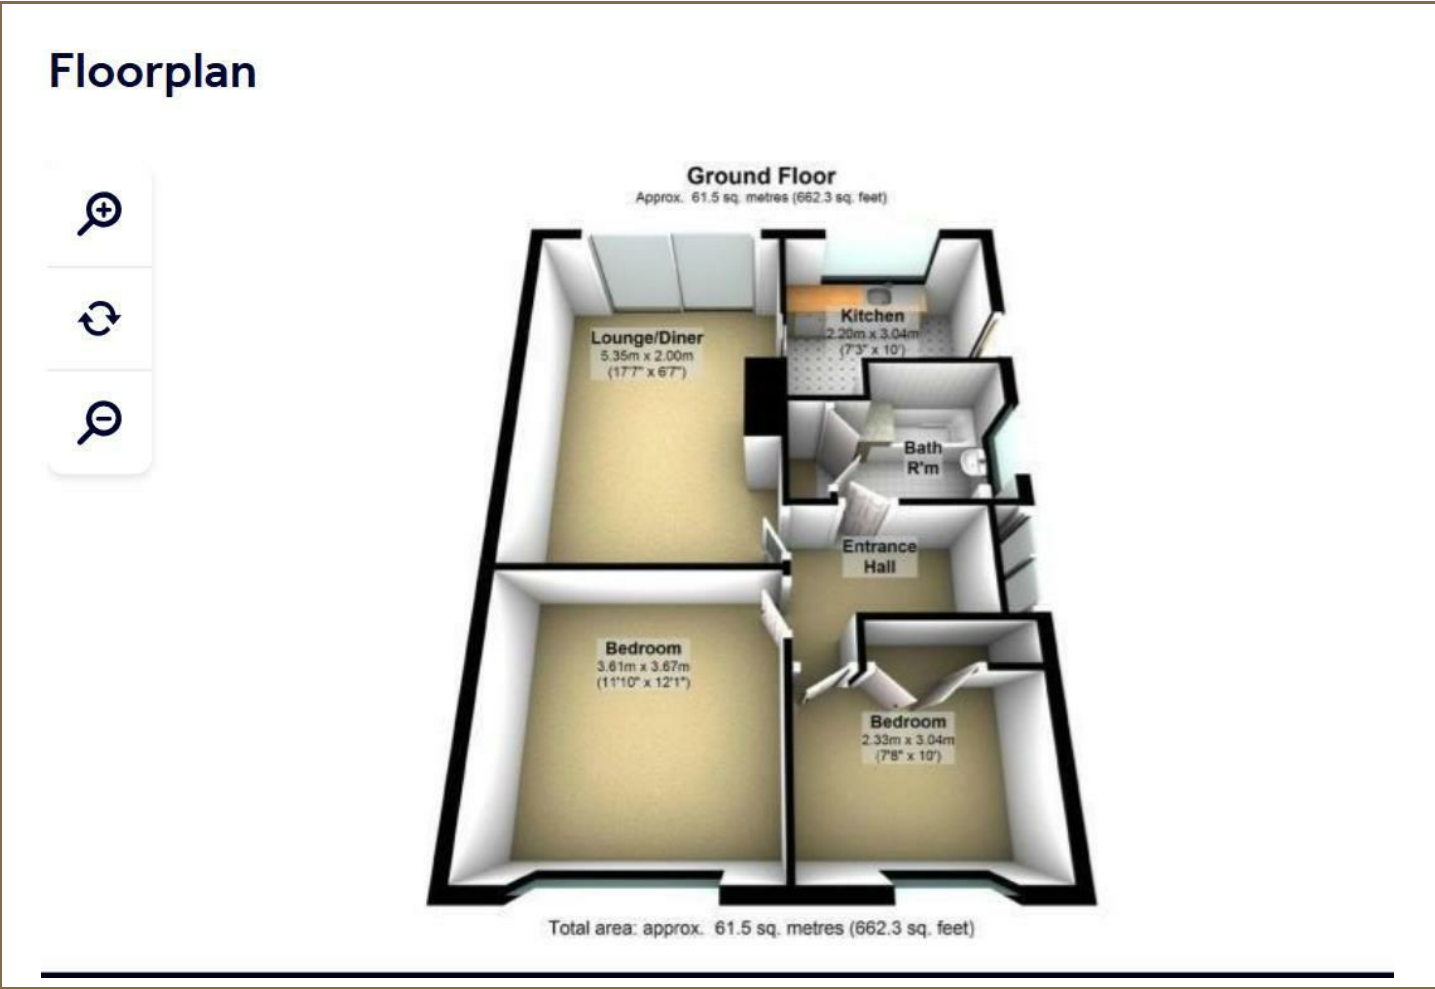 Floorplan
Ground Floor
Approx. 61.5 sq. metres (662.3 sq. feet)
Kitchen
2.20m x 3.04m
(7'3" x 10')
Lounge/Diner
5.35m x 2.00m
(17'7" x 6'7")
Bath
R'm
Entrance
Hall
Bedroom
3.61m x 3.67m
(11'10" x 12'1")
Bedroom
2.33m x 3.04m
(7'8" x 10')
Total area: approx. 61.5 sq. metres (662.3 sq. feet)